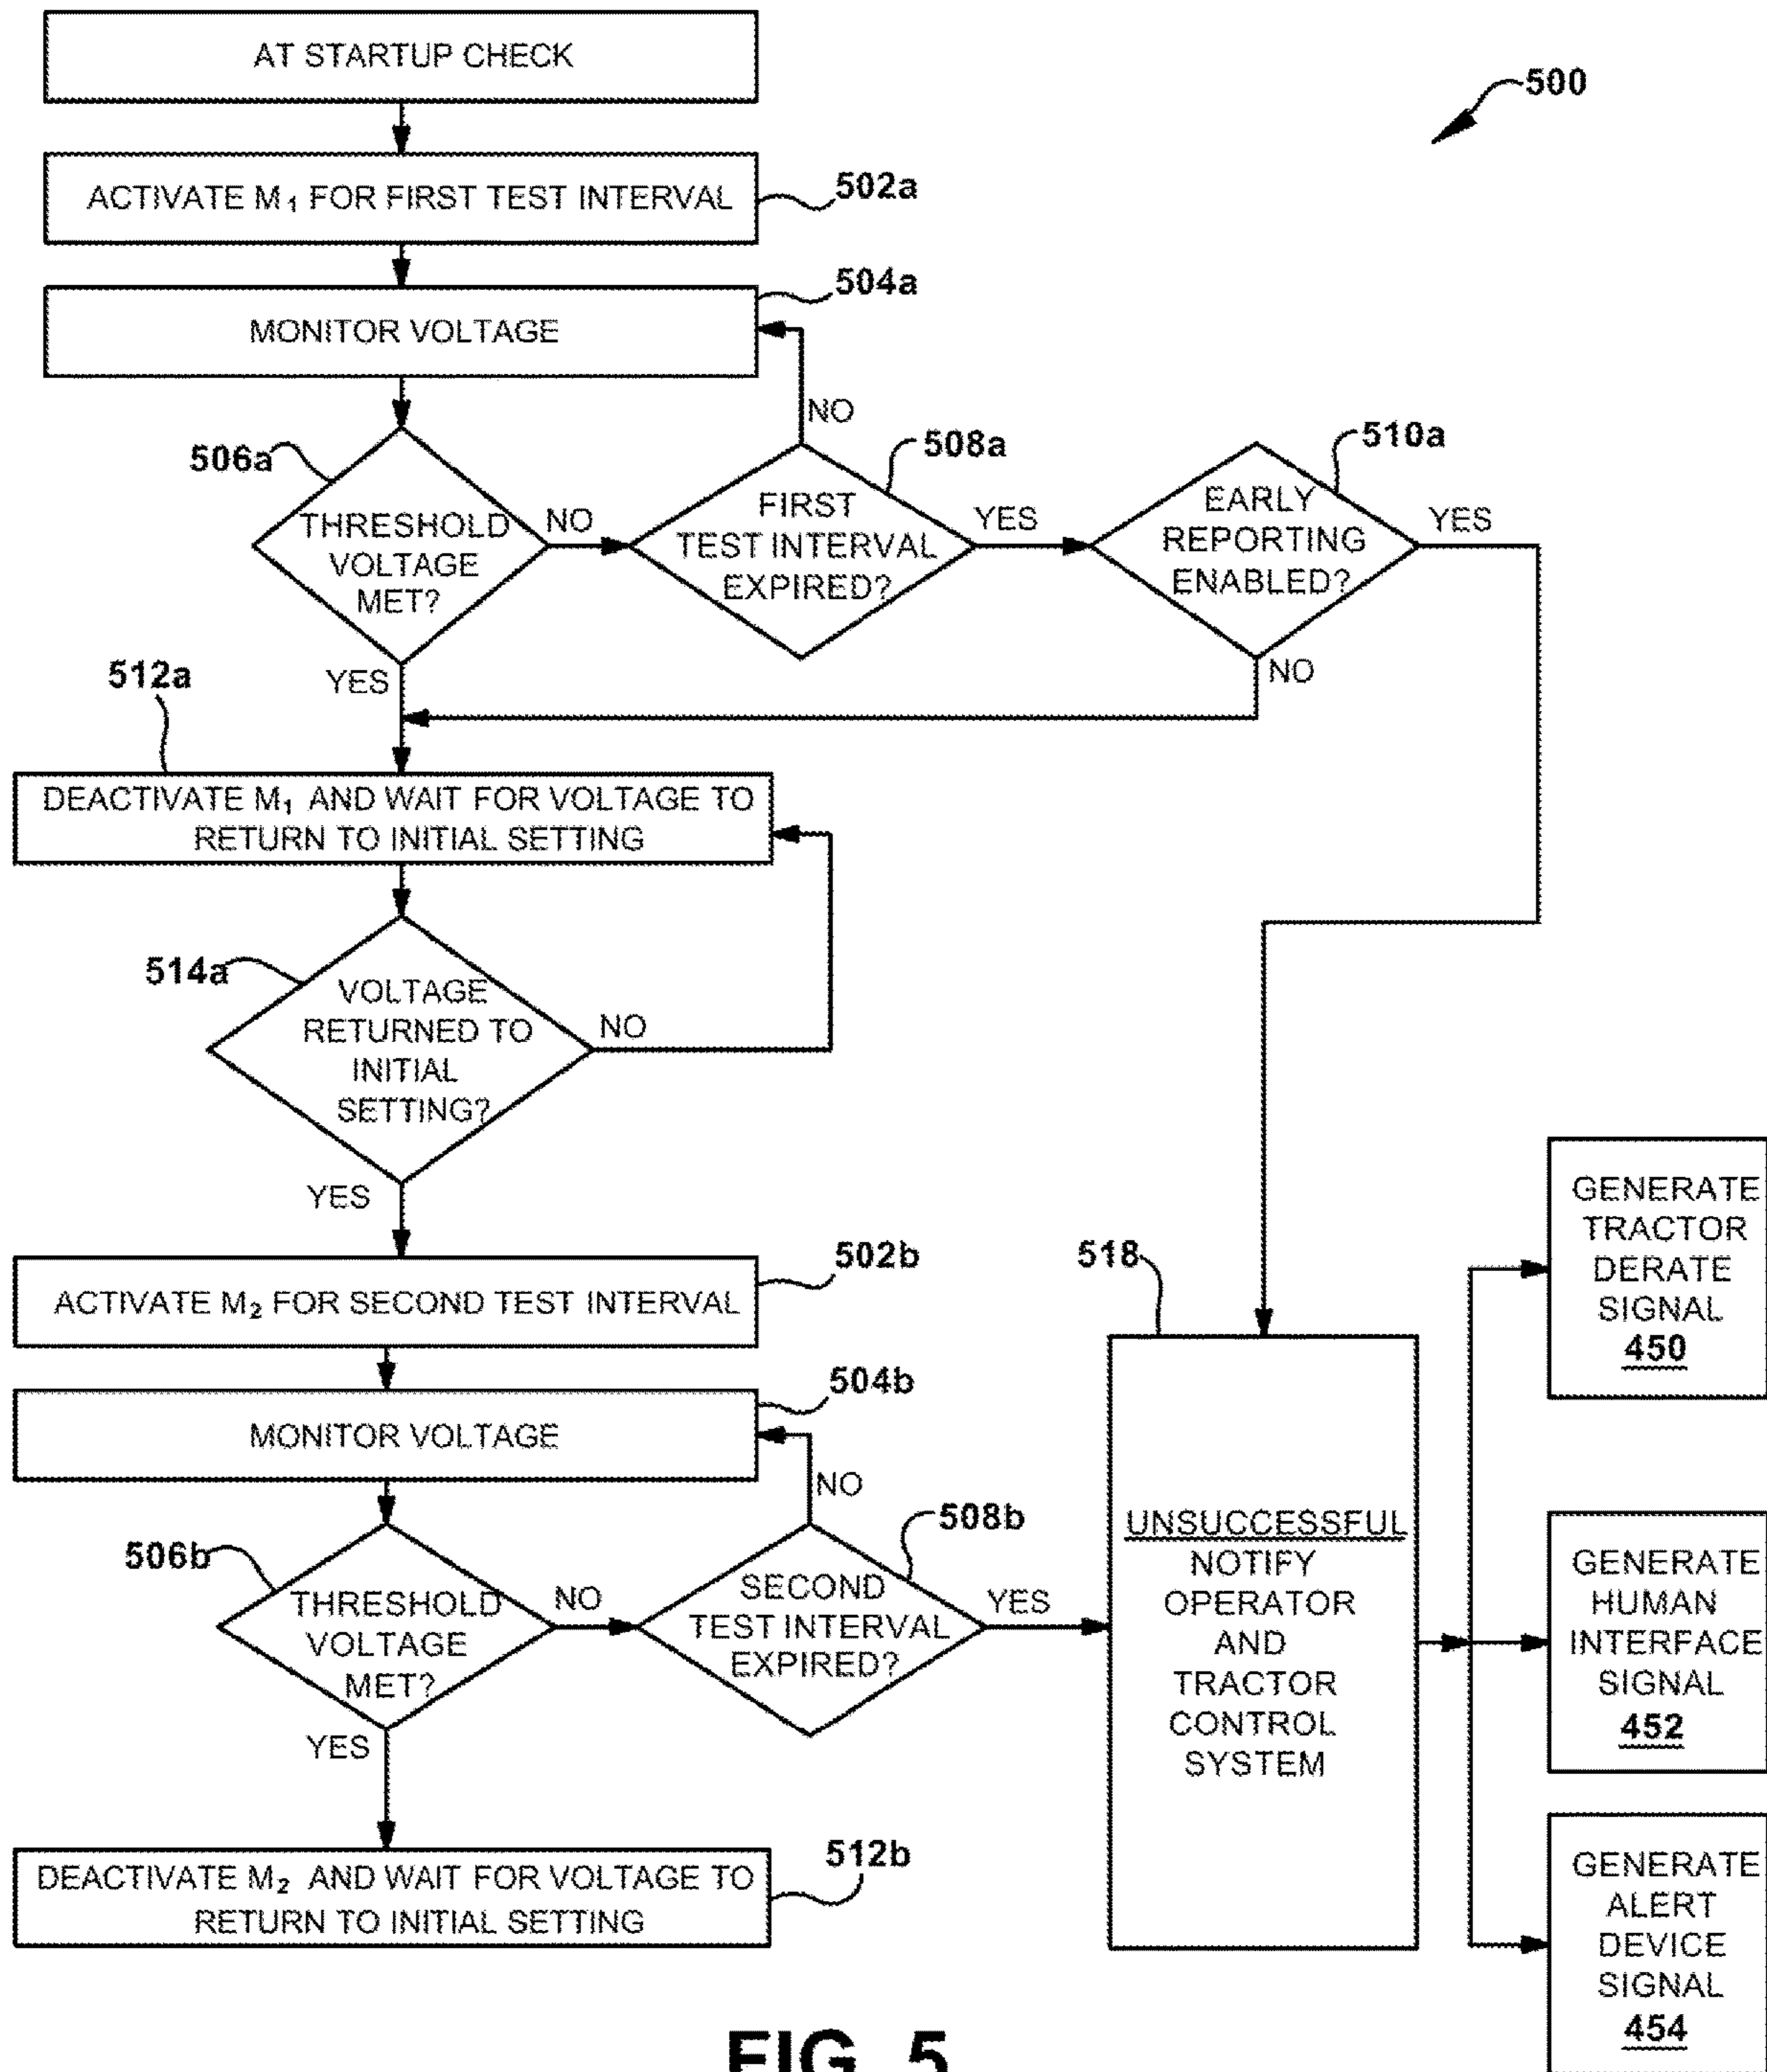 AT STARTUP CHECK
500
ACTIVATE M1 FOR FIRST TEST INTERVAL
502a
504a
MONITOR VOLTAGE
NO
506a
508a
510a
THRESHOLD
VOLTAGE
MET?
NO
FIRST
TEST INTERVAL
EXPIRED?
YES
EARLY
REPORTING
ENABLED?
YES
512a
YES
NO
DEACTIVATE M1 AND WAIT FOR VOLTAGE TO
RETURN TO INITIAL SETTING
514a
VOLTAGE
RETURNED TO
INITIAL
SETTING?
NO
YES
502b
ACTIVATE M2 FOR SECOND TEST INTERVAL
504b
MONITOR VOLTAGE
NO
506b
508b
THRESHOLD
VOLTAGE
MET?
NO
SECOND
TEST INTERVAL
EXPIRED?
YES
YES
512b
DEACTIVATE M2 AND WAIT FOR VOLTAGE TO
RETURN TO INITIAL SETTING
518
UNSUCCESSFUL
NOTIFY
OPERATOR
AND
TRACTOR
CONTROL
SYSTEM
GENERATE
TRACTOR
DERATE
SIGNAL
450
GENERATE
HUMAN
INTERFACE
SIGNAL
452
GENERATE
ALERT
DEVICE
SIGNAL
454
FIG. 5